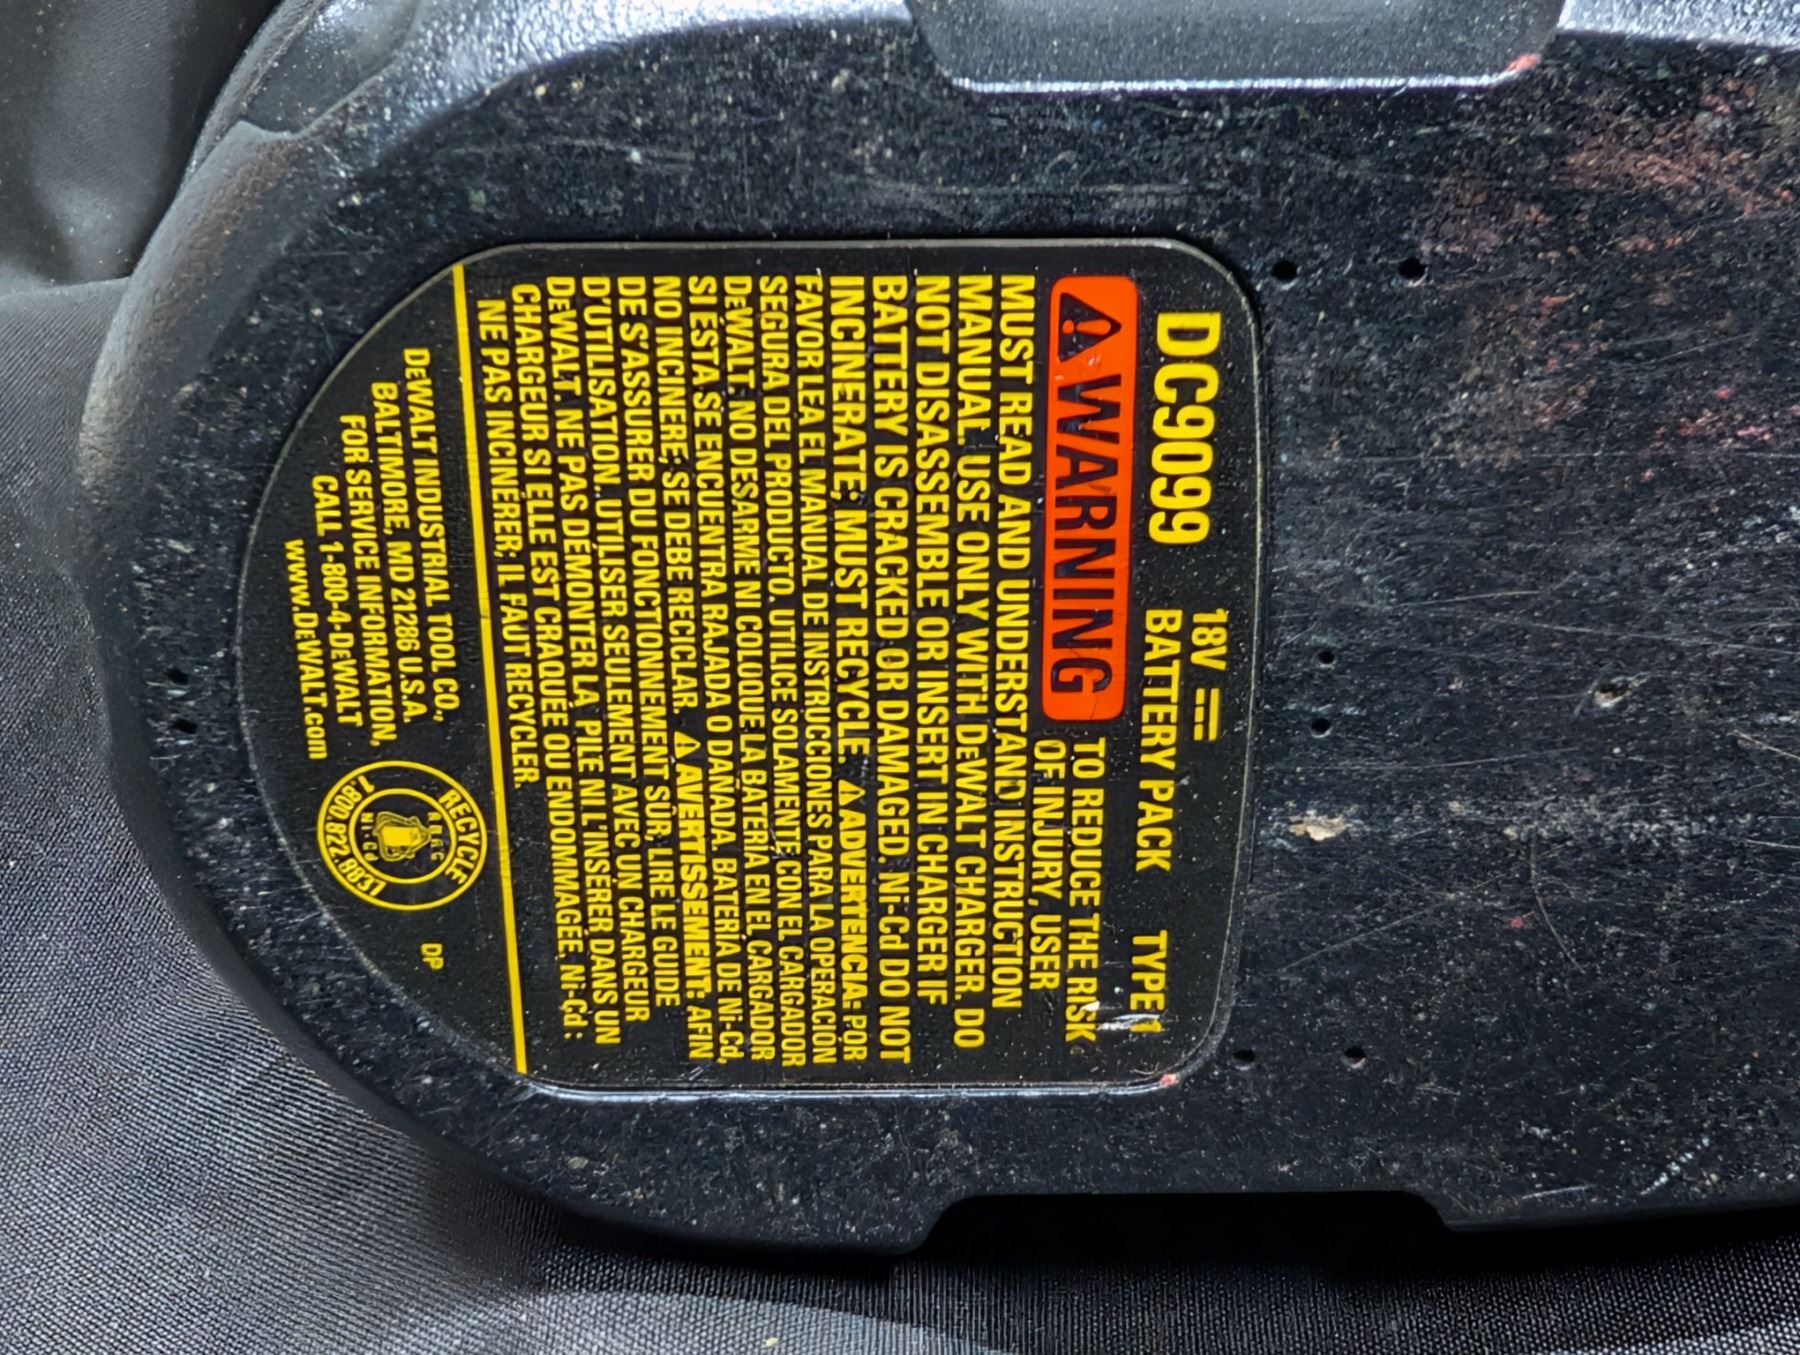 DC9099
18V
BATTERY PACK
TYPE 1
WARNING
TO REDUCE THE RISK
OF INJURY, USER
MUST READ AND UNDERSTAND INSTRUCTION
MANUAL. USE ONLY WITH DEWALT CHARGER. DO
NOT DISASSEMBLE OR INSERT IN CHARGER IF
BATTERY IS CRACKED OR DAMAGED. Ni-Cd DO NOT
INCINERATE; MUST RECYCLE. ADVERTENCIA: POR
FAVOR LEA EL MANUAL DE INSTRUCCIONES PARA LA OPERACIÓN
SEGURA DEL PRODUCTO. UTILICE SOLAMENTE CON EL CARGADOR
DEWALT. NO DESARME NI COLOQUE LA BATERÍA EN EL CARGADOR
SI ÉSTA SE ENCUENTRA RAJADA O DAÑADA. BATERÍA DE Ni-Cd,
NO INCINERE; SE DEBE RECICLAR. AVERTISSEMENT: AFIN
DE S'ASSURER DU FONCTIONNEMENT SÛR, LIRE LE GUIDE
D'UTILISATION. UTILISER SEULEMENT AVEC UN CHARGEUR
DEWALT. NE PAS DÉMONTER LA PILE NI L'INSÉRER DANS UN
CHARGEUR SI ELLE EST CRAQUÉE OU ENDOMMAGÉE. Ni-Cd :
NE PAS INCINÉRER; IL FAUT RECYCLER.
DEWALT INDUSTRIAL TOOL CO.,
BALTIMORE, MD 21286 U.S.A.
FOR SERVICE INFORMATION,
CALL 1-800-4-DEWALT
www.DEWALT.com
RECYCLE
RBRC
Ni-Cd
1.800.822.8837
DP